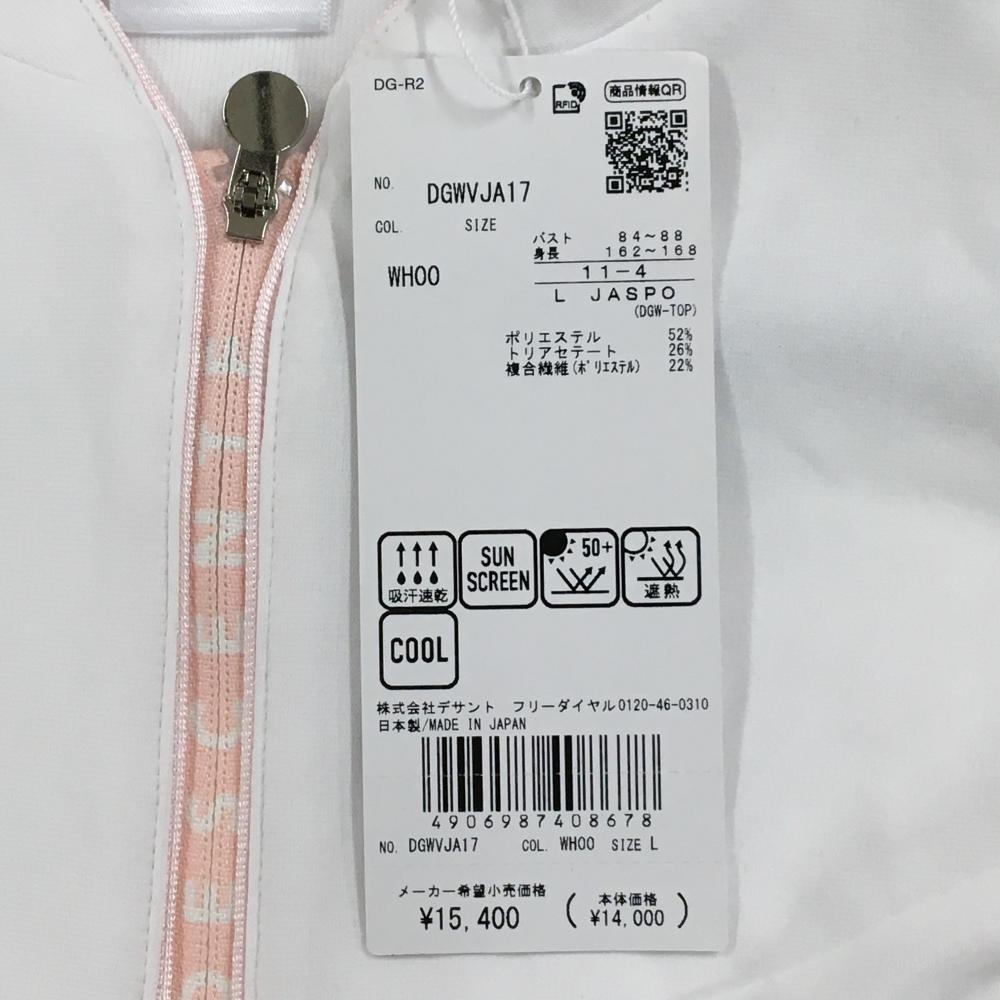 DG-R2
RFID
商品情報QR
NO. DGWVJA17
COL. SIZE
WH00
バスト 84～88
身長 162～168
11-4
L JASPO
(DGW-TOP)
ポリエステル 52%
トリアセテート 26%
複合繊維(ﾎﾟﾘｴｽﾃﾙ) 22%
吸汗速乾
SUN
SCREEN
50+
遮熱
COOL
株式会社デサント フリーダイヤル0120-46-0310
日本製/MADE IN JAPAN
4906987408678
NO. DGWVJA17 COL. WH00 SIZE L
メーカー希望小売価格
¥15,400
(本体価格
¥14,000)
DESCENTE